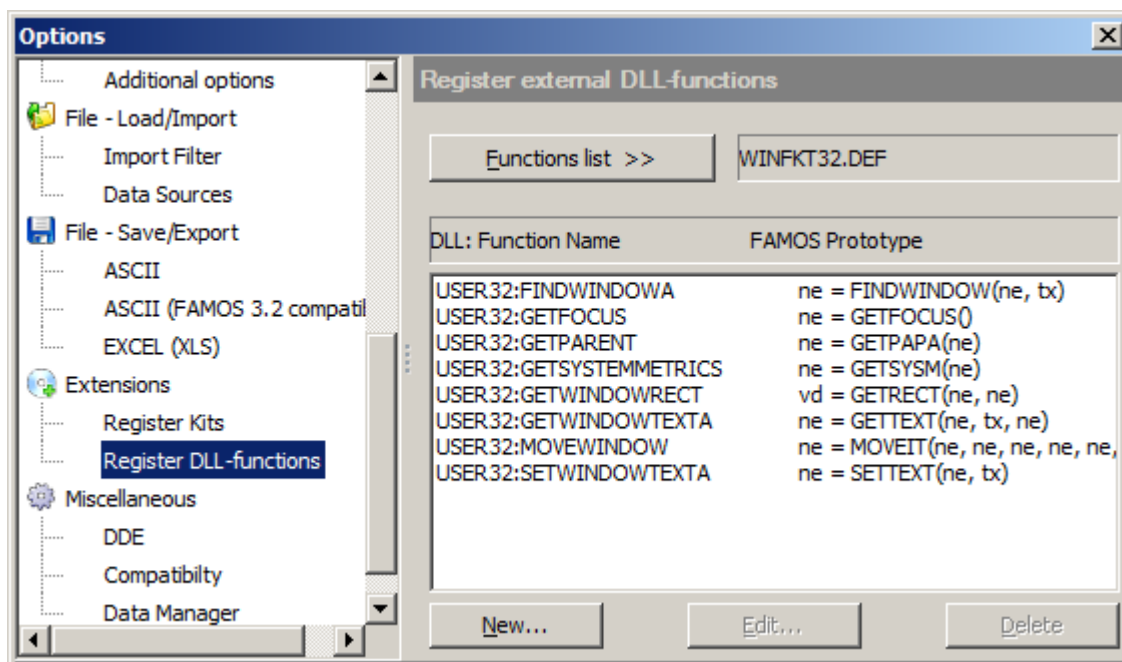 Options
Additional options
File - Load/Import
Import Filter
Data Sources
File - Save/Export
ASCII
ASCII (FAMOS 3.2 compatil
EXCEL (XLS)
Extensions
Register Kits
Register DLL-functions
Miscellaneous
DDE
Compatibilty
Data Manager
Register external DLL-functions
Functions list >> WINFKT32.DEF
DLL: Function Name FAMOS Prototype
USER32:FINDWINDOWA ne = FINDWINDOW(ne, tx)
USER32:GETFOCUS ne = GETFOCUS()
USER32:GETPARENT ne = GETPAPA(ne)
USER32:GETSYSTEMMETRICS ne = GETSYSM(ne)
USER32:GETWINDOWRECT vd = GETRECT(ne, ne)
USER32:GETWINDOWTEXTA ne = GETTEXT(ne, tx, ne)
USER32:MOVEWINDOW ne = MOVEIT(ne, ne, ne, ne, ne,
USER32:SETWINDOWTEXTA ne = SETTEXT(ne, tx)
New... Edit... Delete